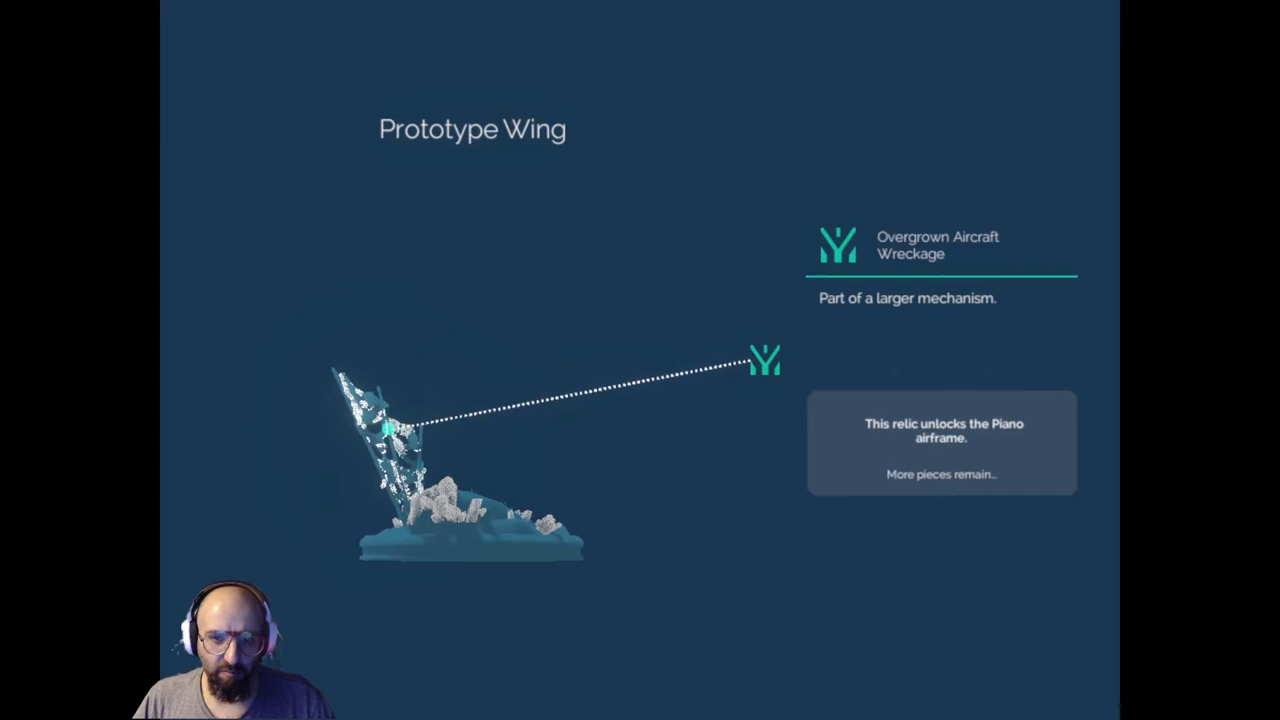 Prototype Wing
Overgrown Aircraft
Wreckage
Part of a larger mechanism.
This relic unlocks the Piano
airframe.
More pieces remain...